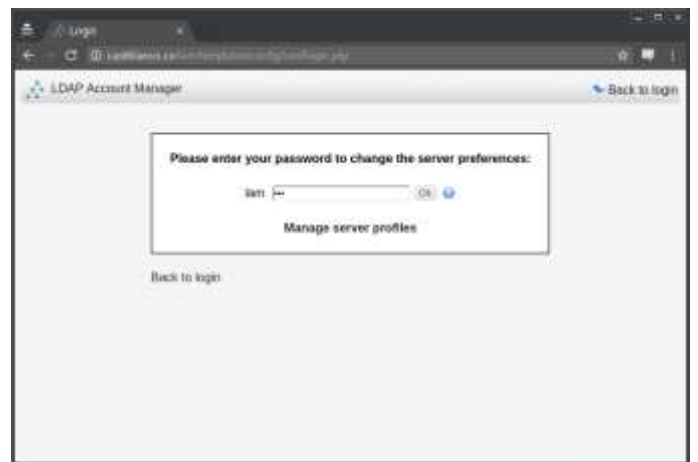 Login
LDAP Account Manager
Back to login
Please enter your password to change the server preferences:
lam
Ok
Manage server profiles
Back to login